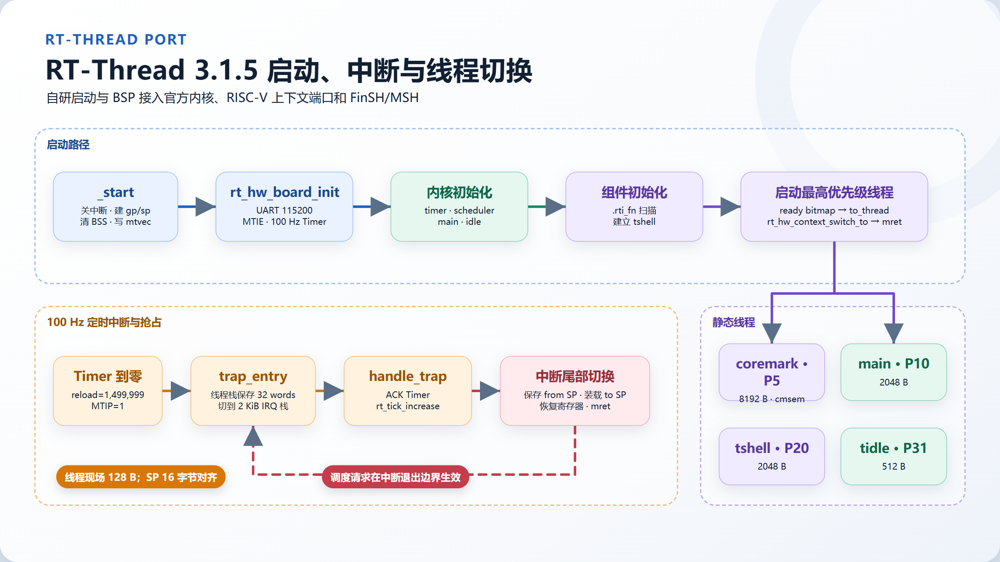 RT-THREAD PORT
RT-Thread 3.1.5 启动、中断与线程切换
自研启动与 BSP 接入官方内核、RISC-V 上下文端口和 FinSH/MSH
启动路径
_start
关中断 · 建 gp/sp
清 BSS · 写 mtvec
rt_hw_board_init
UART 115200
MTIE · 100 Hz Timer
内核初始化
timer · scheduler
main · idle
组件初始化
.rti_fn 扫描
建立 tshell
启动最高优先级线程
ready bitmap → to_thread
rt_hw_context_switch_to → mret
100 Hz 定时中断与抢占
Timer 到零
reload=1,499,999
MTIP=1
trap_entry
线程栈保存 32 words
切到 2 KiB IRQ 栈
handle_trap
ACK Timer
rt_tick_increase
中断尾部切换
保存 from SP · 装载 to SP
恢复寄存器 · mret
线程现场 128 B；SP 16 字节对齐
调度请求在中断退出边界生效
静态线程
coremark •
P5
8192 B · cmsem
main • P10
2048 B
tshell • P20
2048 B
tidle • P31
512 B